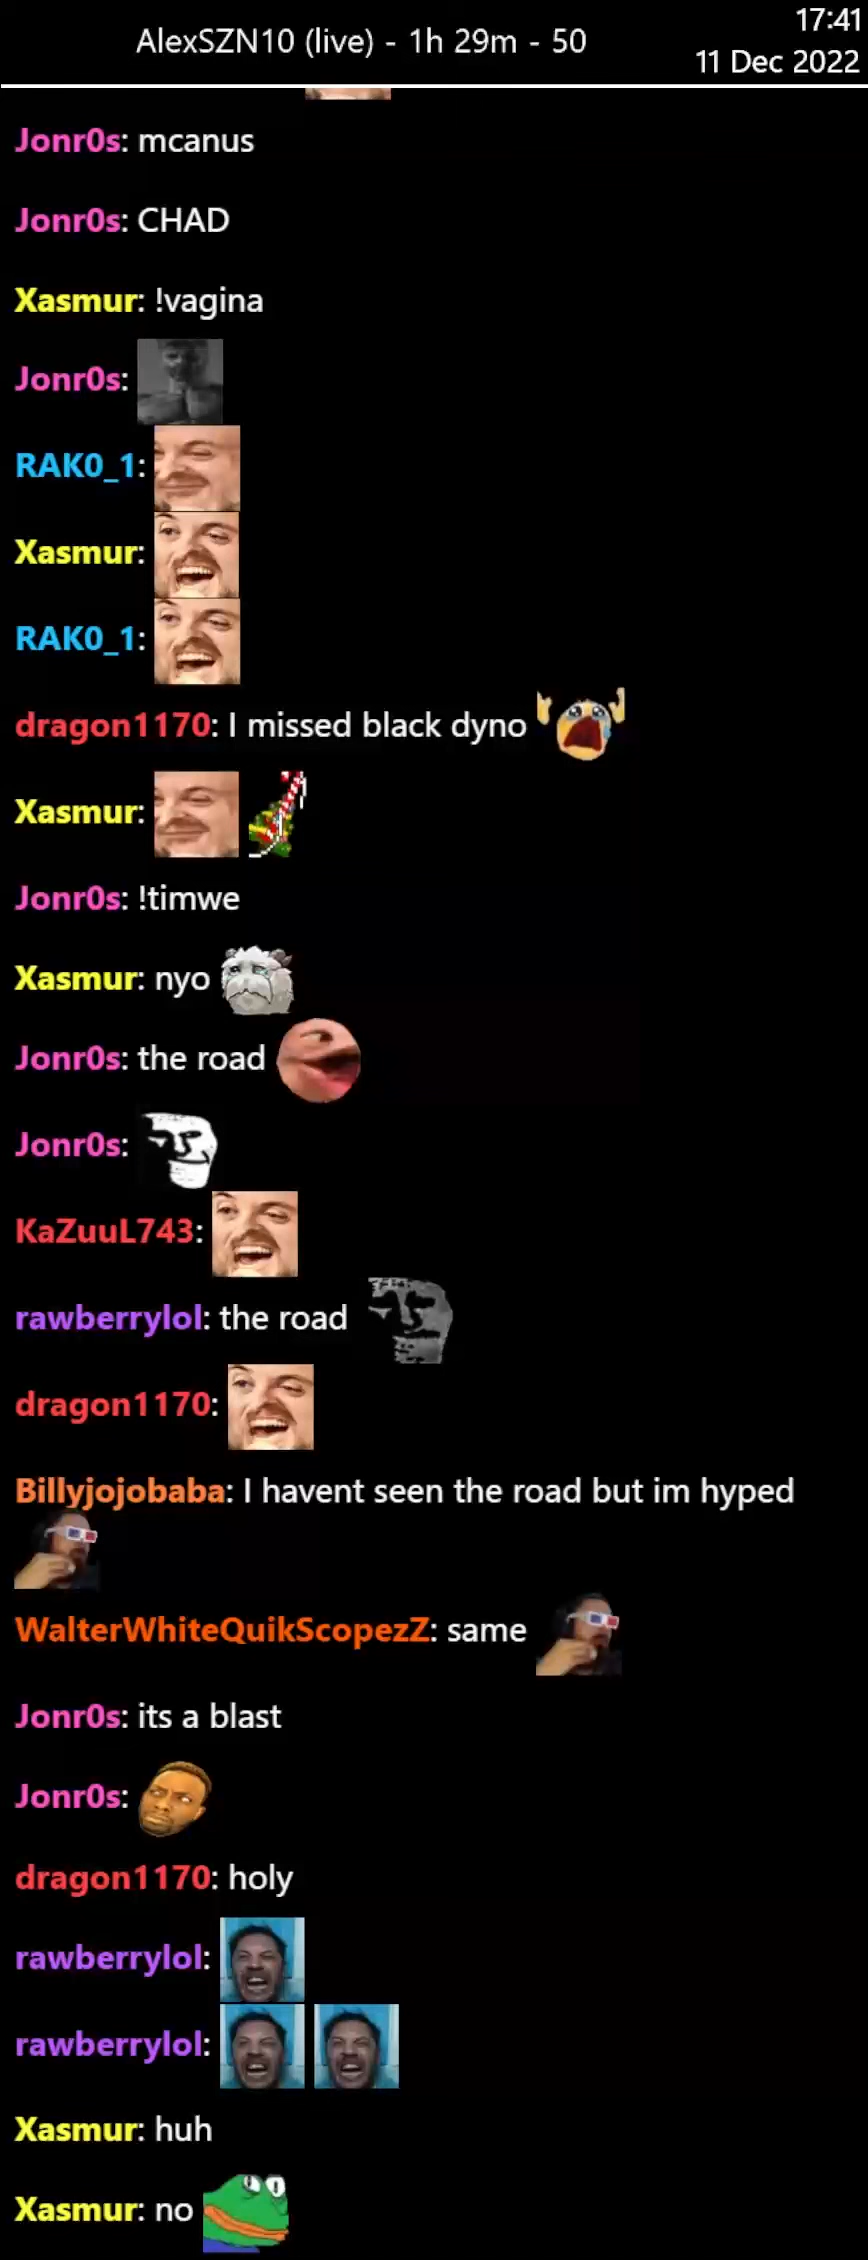 AlexSZN10 (live) - 1h 29m - 50
17:41
11 Dec 2022
Jonr0s: mcanus
Jonr0s: CHAD
Xasmur: !vagina
Jonr0s:
RAK0_1:
Xasmur:
RAK0_1:
dragon1170: I missed black dyno
Xasmur:
Jonr0s: !timwe
Xasmur: nyo
Jonr0s: the road
Jonr0s:
KaZuuL743:
rawberrylol: the road
dragon1170:
Billyjojobaba: I havent seen the road but im hyped
WalterWhiteQuikScopezZ: same
Jonr0s: its a blast
Jonr0s:
dragon1170: holy
rawberrylol:
rawberrylol:
Xasmur: huh
Xasmur: no